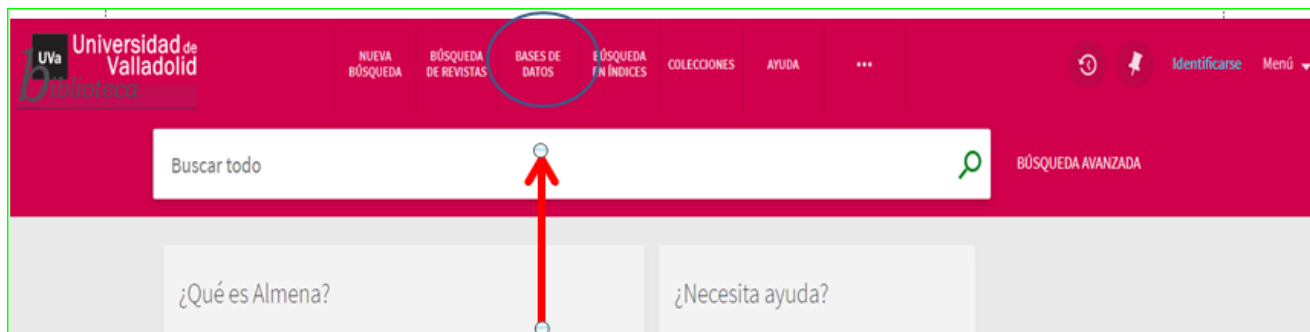 UVa Universidad de
Valladolid
biblioteca
NUEVA
BÚSQUEDA
BÚSQUEDA
DE REVISTAS
BASES DE
DATOS
BÚSQUEDA
EN ÍNDICES
COLECCIONES
AYUDA
...
Identificarse
Menú
Buscar todo
BÚSQUEDA AVANZADA
¿Qué es Almena?
¿Necesita ayuda?